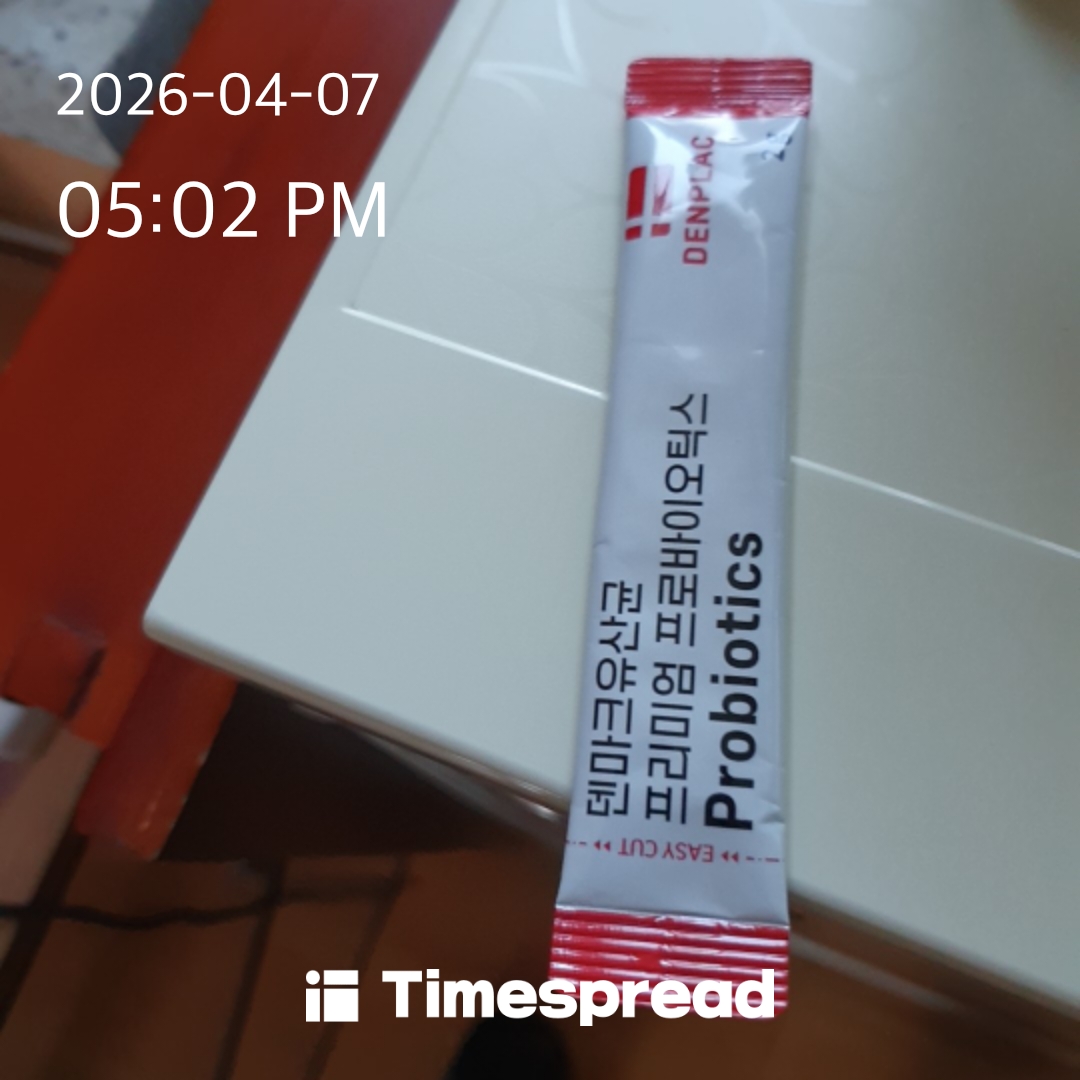 2026-04-07
05:02 PM
DENPLAC
덴마크유산균
프리미엄 프로바이오틱스
Probiotics
EASY CUT
Timespread